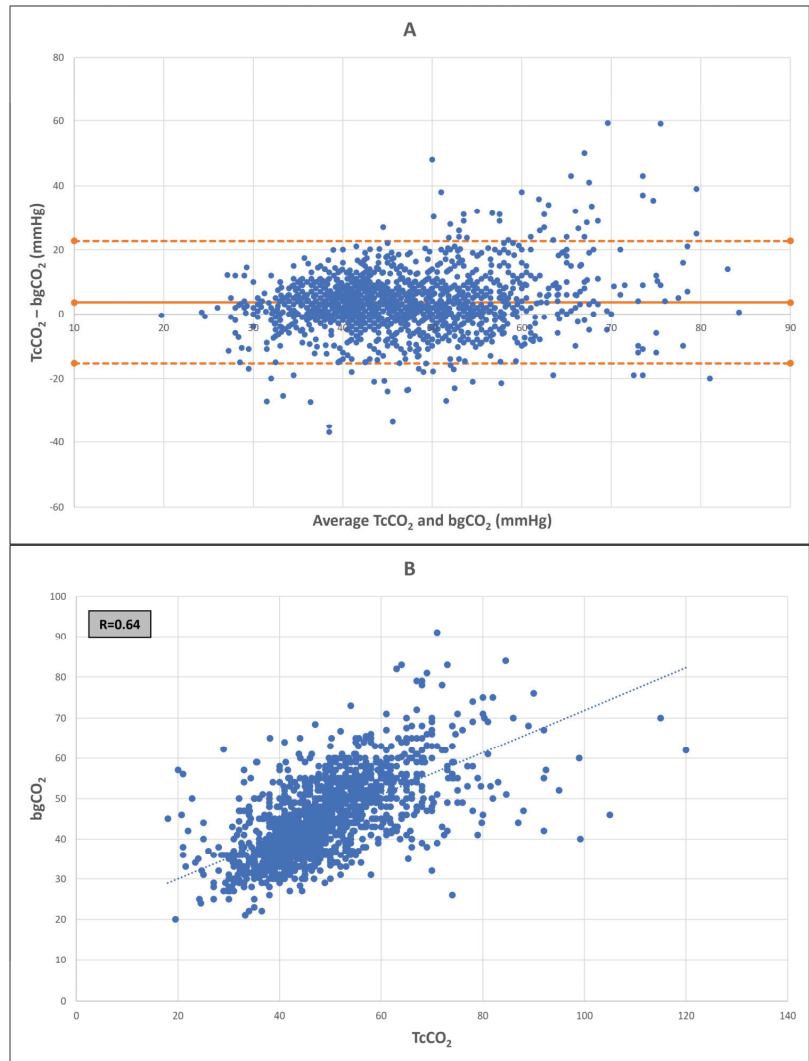 A
80
60
40
20
0
-20
-40
-60
10 20 30 40 50 60 70 80 90
TcCO₂ – bgCO₂ (mmHg)
Average TcCO₂ and bgCO₂ (mmHg)
B
R=0.64
100
90
80
70
60
50
40
30
20
10
0
0 20 40 60 80 100 120 140
bgCO₂
TcCO₂